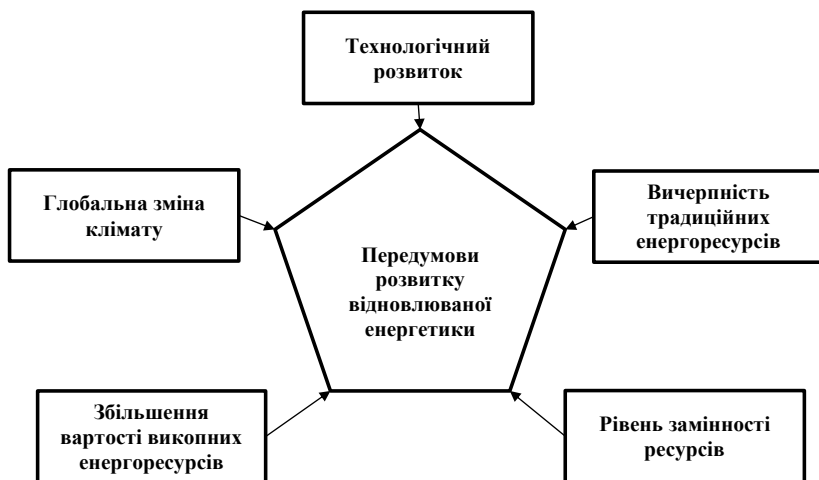 Технологічний
розвиток
Глобальна зміна
клімату
Вичерпність
традиційних
енергоресурсів
Передумови
розвитку
відновлюваної
енергетики
Збільшення
вартості викопних
енергоресурсів
Рівень замінності
ресурсів